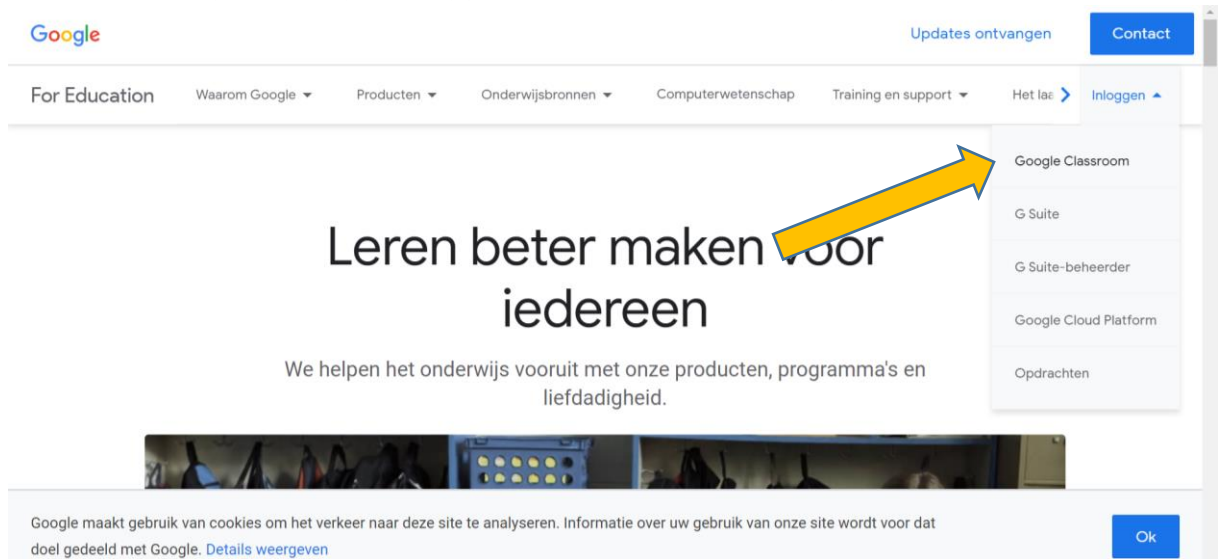 Google
Updates ontvangen
Contact
For Education
Waarom Google
Producten
Onderwijsbronnen
Computerwetenschap
Training en support
Het laa
Inloggen
Google Classroom
G Suite
G Suite-beheerder
Google Cloud Platform
Opdrachten
Leren beter maken voor
iedereen
We helpen het onderwijs vooruit met onze producten, programma's en
liefdadigheid.
Google maakt gebruik van cookies om het verkeer naar deze site te analyseren. Informatie over uw gebruik van onze site wordt voor dat
doel gedeeld met Google. Details weergeven
Ok